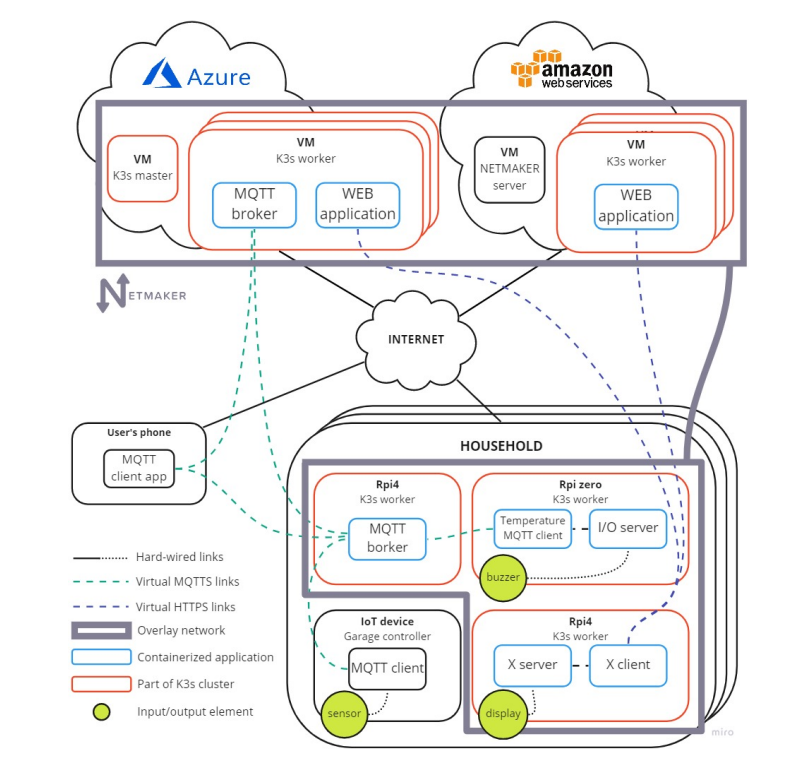 Azure
amazon
web services
VM
K3s master
VM
K3s worker
MQTT
broker
WEB
application
VM
NETMAKER
server
VM
K3s worker
WEB
application
NETMAKER
INTERNET
User's phone
MQTT
client app
HOUSEHOLD
Rpi4
K3s worker
MQTT
borker
Rpi zero
K3s worker
Temperature
MQTT client
I/O server
buzzer
IoT device
Garage controller
MQTT client
sensor
Rpi4
K3s worker
X server
X client
display
Hard-wired links
Virtual MQTTS links
Virtual HTTPS links
Overlay network
Containerized application
Part of K3s cluster
Input/output element
miro